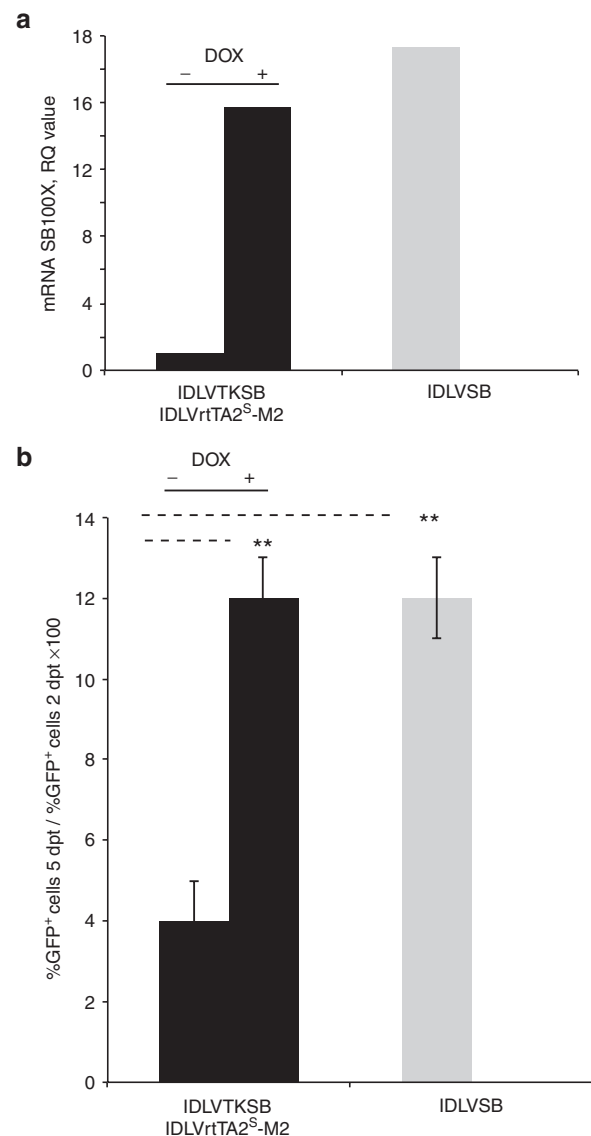 a
DOX
− +
mRNA SB100X, RQ value
18
16
12
8
4
0
IDLVTKSB
IDLVrtTA2ˢ-M2
IDLVSB
b
DOX
− +
%GFP⁺ cells 5 dpt / %GFP⁺ cells 2 dpt ×100
14
**
**
12
10
8
6
4
2
0
IDLVTKSB
IDLVrtTA2ˢ-M2
IDLVSB